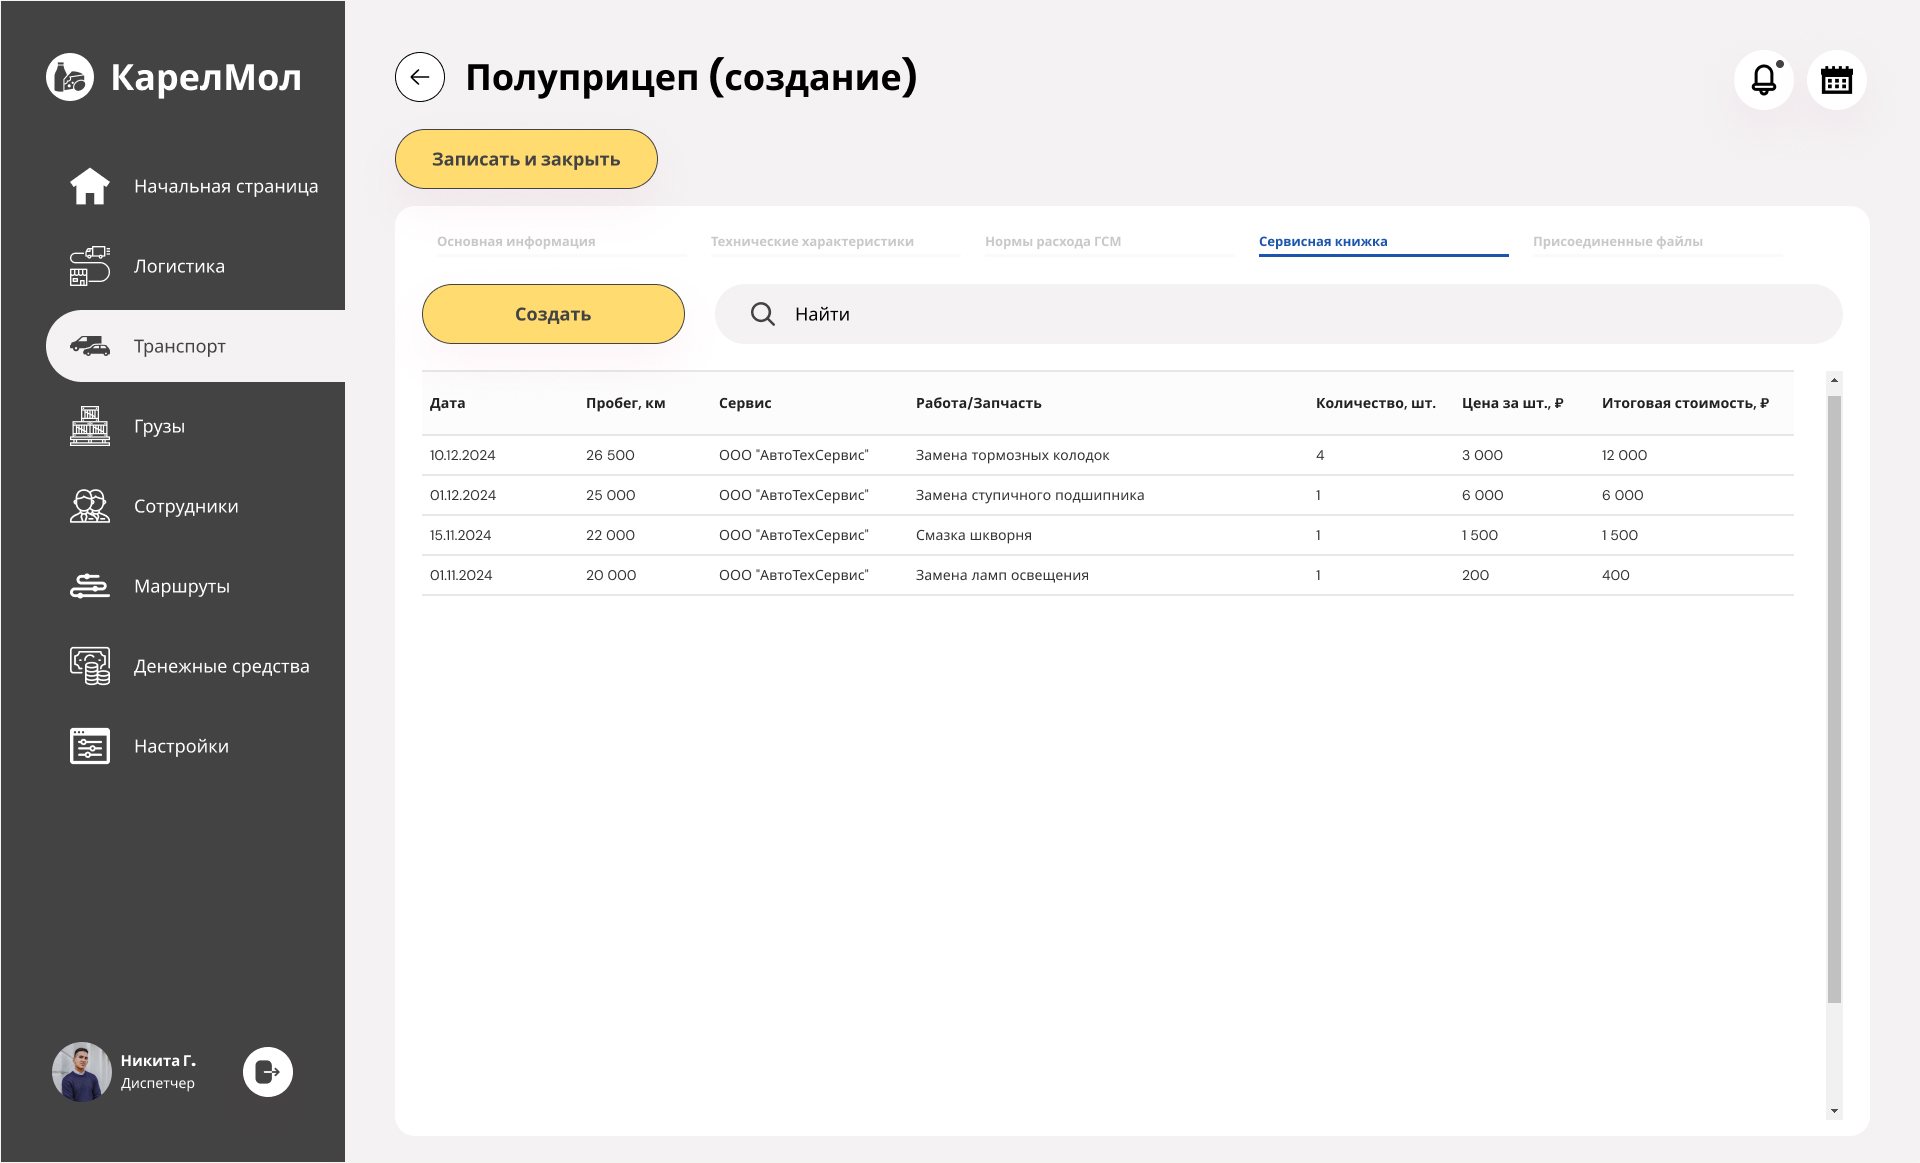 КарелМол
Полуприцеп (создание)
Записать и закрыть
Начальная страница
Логистика
Транспорт
Грузы
Сотрудники
Маршруты
Денежные средства
Настройки
Никита Г.
Диспетчер
Основная информация Технические характеристики Нормы расхода ГСМ Сервисная книжка Присоединенные файлы
Создать Найти
Дата Пробег, км Сервис Работа/Запчасть Количество, шт. Цена за шт., ₽ Итоговая стоимость, ₽
10.12.2024 26 500 ООО "АвтоТехСервис" Замена тормозных колодок 4 3 000 12 000
01.12.2024 25 000 ООО "АвтоТехСервис" Замена ступичного подшипника 1 6 000 6 000
15.11.2024 22 000 ООО "АвтоТехСервис" Смазка шкворня 1 1 500 1 500
01.11.2024 20 000 ООО "АвтоТехСервис" Замена ламп освещения 1 200 400